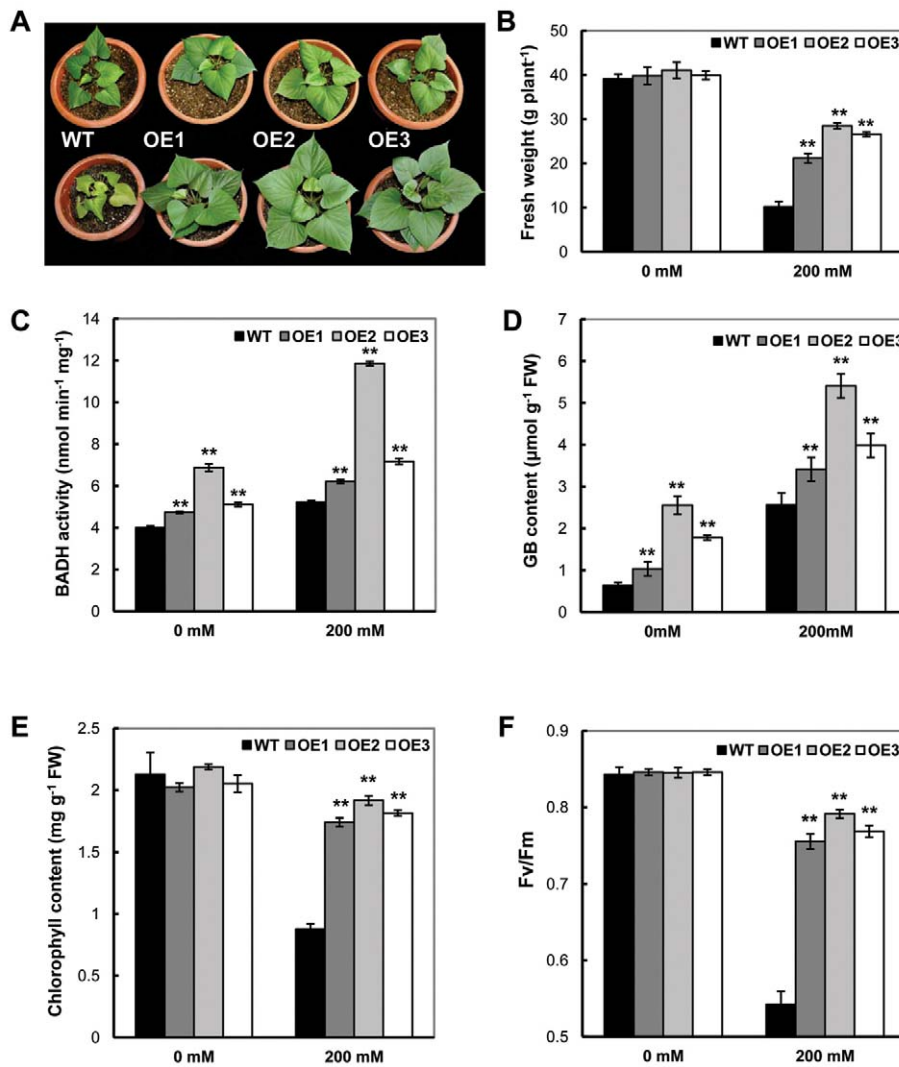 A
WT OE1 OE2 OE3
B
WT OE1 OE2 OE3
Fresh weight (g plant⁻¹)
50
40
30
20
10
0
** ** **
0 mM 200 mM
C
WT OE1 OE2 OE3
BADH activity (nmol min⁻¹ mg⁻¹)
14
12
10
8
6
4
2
0
** ** **
** ** **
0 mM 200 mM
D
WT OE1 OE2 OE3
GB content (µmol g⁻¹ FW)
7
6
5
4
3
2
1
0
** ** **
** ** **
0mM 200mM
E
WT OE1 OE2 OE3
Chlorophyll content (mg g⁻¹ FW)
2.5
2
1.5
1
0.5
0
** ** **
0 mM 200 mM
F
WT OE1 OE2 OE3
Fv/Fm
0.9
0.8
0.7
0.6
0.5
** ** **
0 mM 200 mM